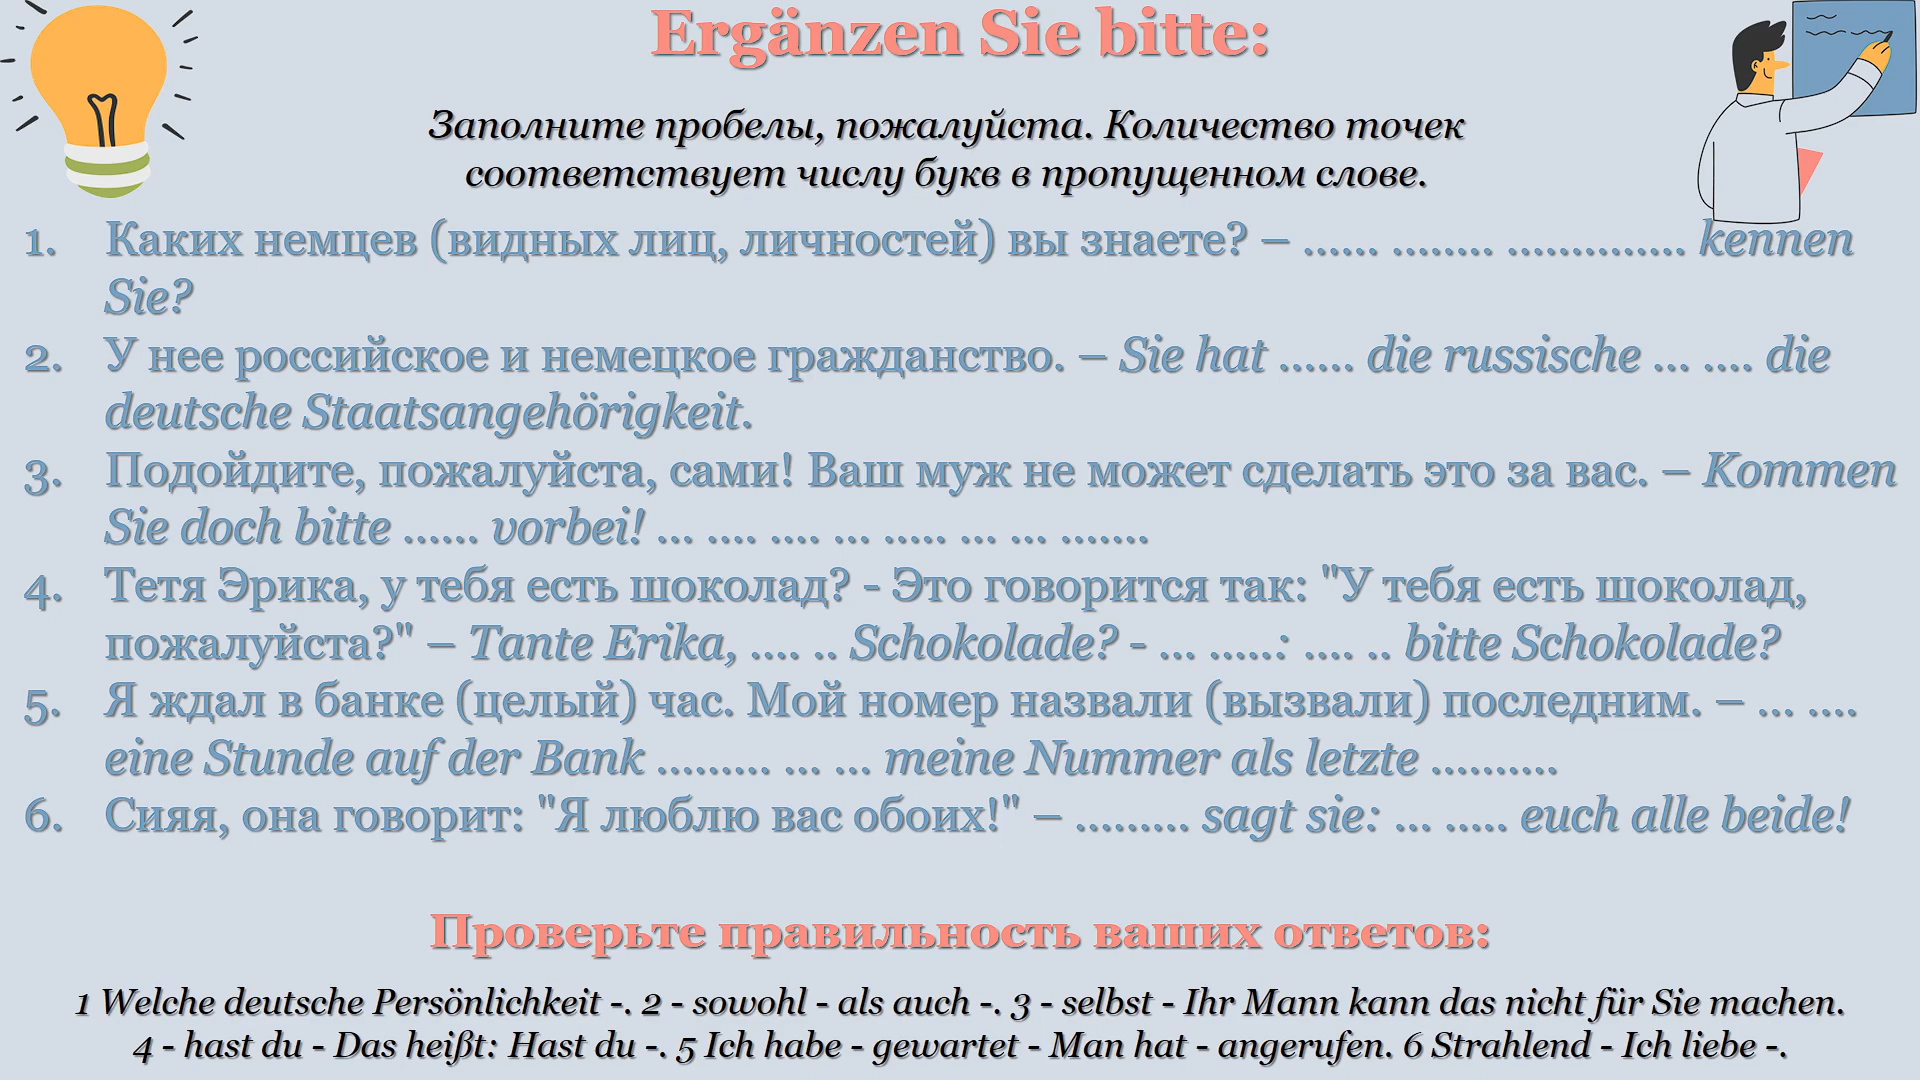 Ergänzen Sie bitte:
Заполните пробелы, пожалуйста. Количество точек
соответствует числу букв в пропущенном слове.
1. Каких немцев (видных лиц, личностей) вы знаете? – ...... ........ .............. kennen
Sie?
2. У нее российское и немецкое гражданство. – Sie hat ...... die russische ... .... die
deutsche Staatsangehörigkeit.
3. Подойдите, пожалуйста, сами! Ваш муж не может сделать это за вас. – Kommen
Sie doch bitte ...... vorbei! ... .... .... ... ..... ... ... .......
4. Тетя Эрика, у тебя есть шоколад? - Это говорится так: "У тебя есть шоколад,
пожалуйста?" – Tante Erika, .... .. Schokolade? - ... .....: .... .. bitte Schokolade?
5. Я ждал в банке (целый) час. Мой номер назвали (вызвали) последним. – ... ....
eine Stunde auf der Bank ......... ... ... meine Nummer als letzte ..........
6. Сияя, она говорит: "Я люблю вас обоих!" – ......... sagt sie: ... ..... euch alle beide!
Проверьте правильность ваших ответов:
1 Welche deutsche Persönlichkeit -. 2 - sowohl - als auch -. 3 - selbst - Ihr Mann kann das nicht für Sie machen.
4 - hast du - Das heißt: Hast du -. 5 Ich habe - gewartet - Man hat - angerufen. 6 Strahlend - Ich liebe -.